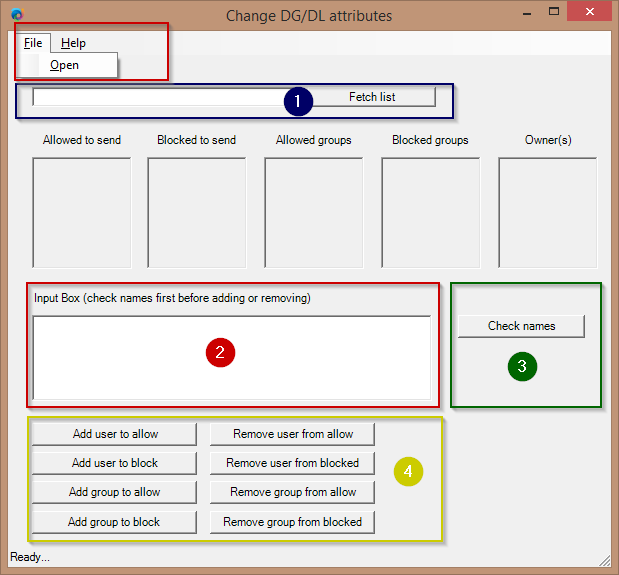 Change DG/DL attributes
File Help
Open
1 Fetch list
Allowed to send Blocked to send Allowed groups Blocked groups Owner(s)
Input Box (check names first before adding or removing)
Check names
2
3
Add user to allow Remove user from allow
Add user to block Remove user from blocked
4
Add group to allow Remove group from allow
Add group to block Remove group from blocked
Ready...